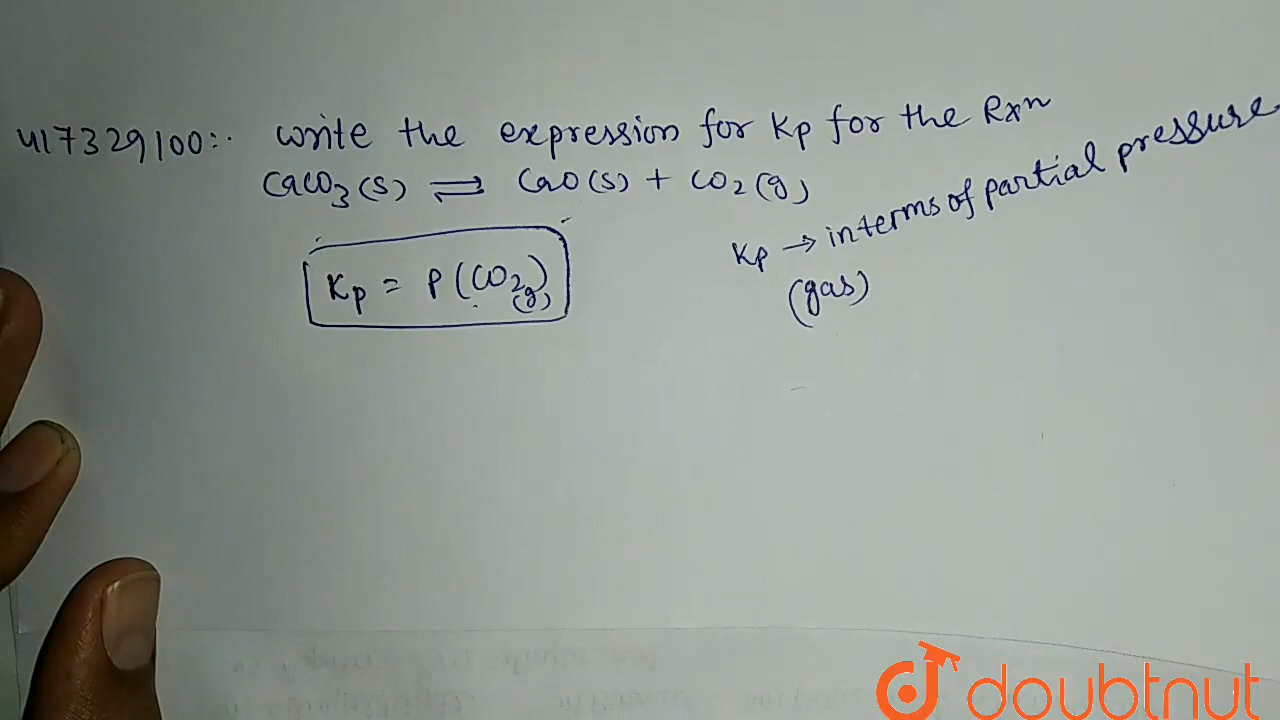 417329100:- Write the expression for Kp for the Rxn
CaCO3(s) ⇌ CaO(s) + CO2(g)
Kp → interms of partial pressure
(gas)
Kp = P(CO2(g))
doubtnut